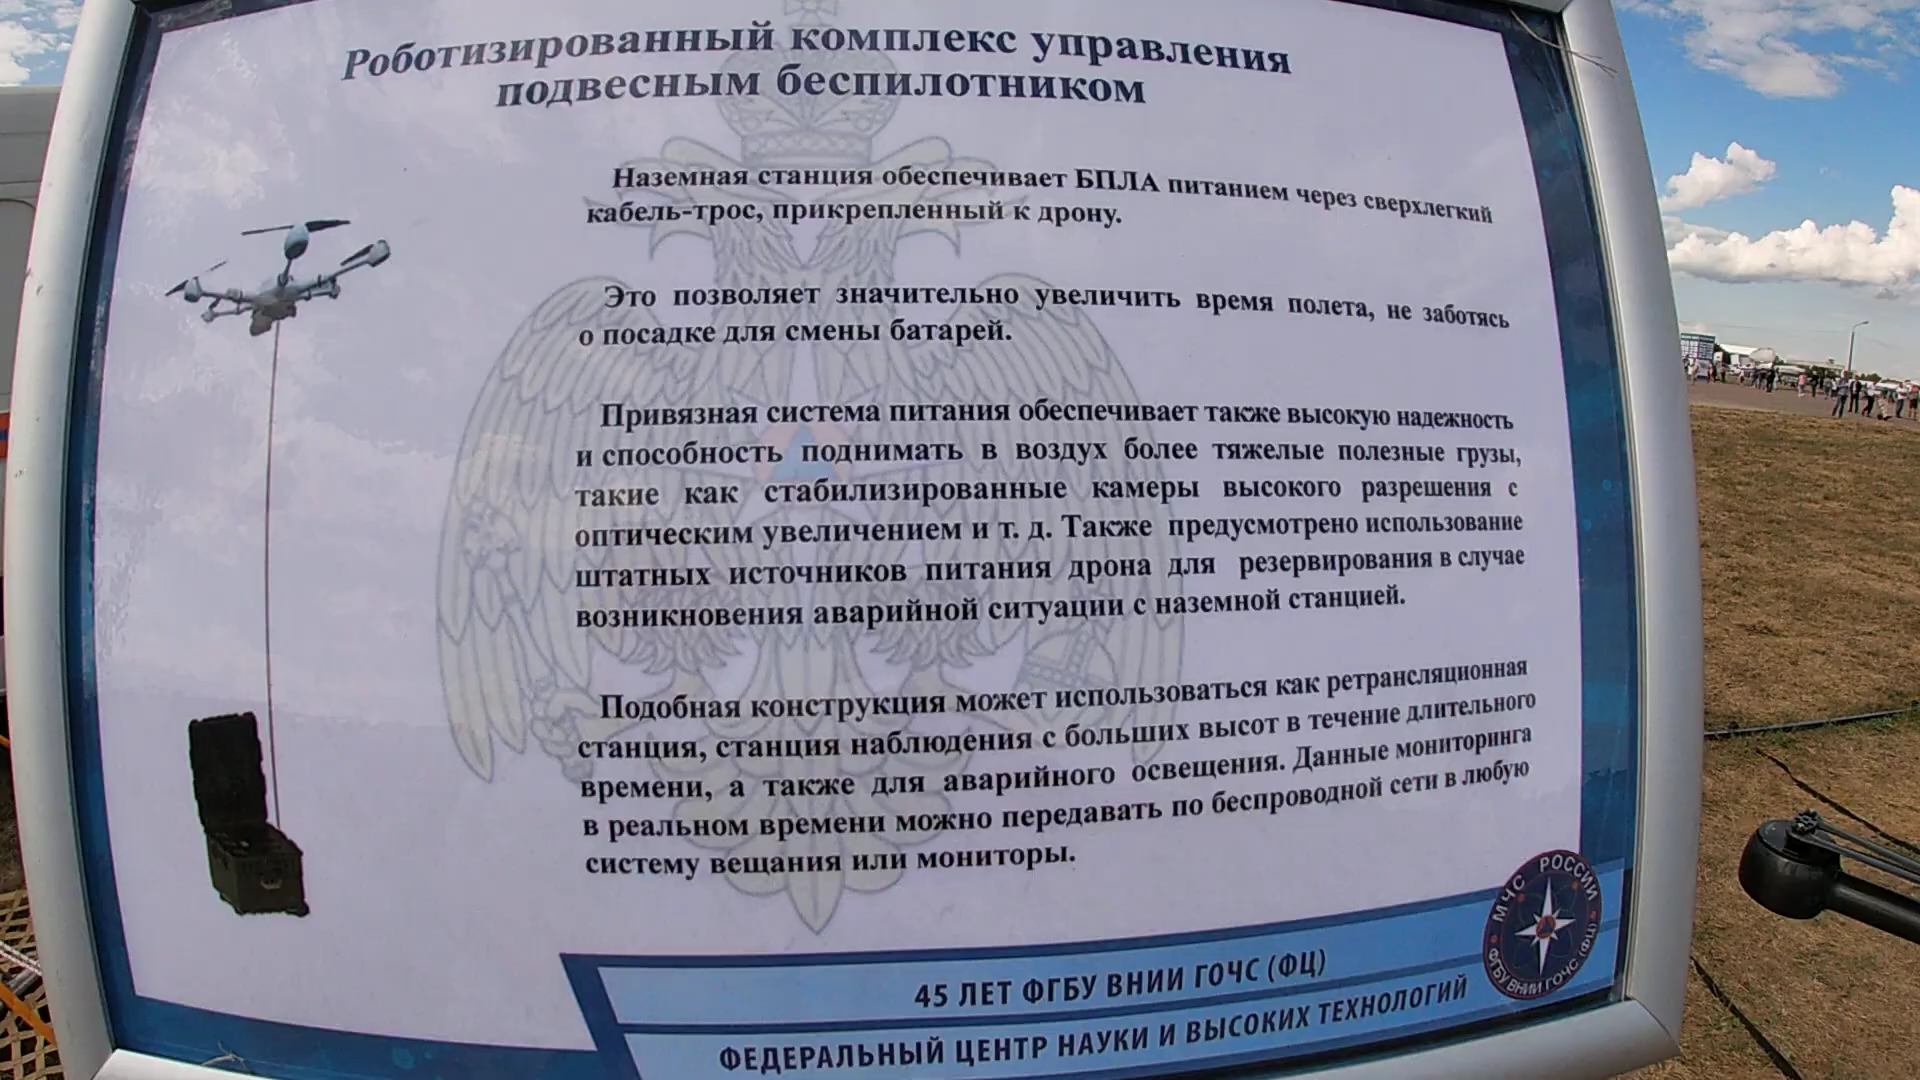 Роботизированный комплекс управления
подвесным беспилотником
Наземная станция обеспечивает БПЛА питанием через сверхлегкий
кабель-трос, прикрепленный к дрону.
Это позволяет значительно увеличить время полета, не заботясь
о посадке для смены батарей.
Привязная система питания обеспечивает также высокую надежность
и способность поднимать в воздух более тяжелые полезные грузы,
такие как стабилизированные камеры высокого разрешения с
оптическим увеличением и т. д. Также предусмотрено использование
штатных источников питания дрона для резервирования в случае
возникновения аварийной ситуации с наземной станцией.
Подобная конструкция может использоваться как ретрансляционная
станция, станция наблюдения с больших высот в течение длительного
времени, а также для аварийного освещения. Данные мониторинга
в реальном времени можно передавать по беспроводной сети в любую
систему вещания или мониторы.
МЧС РОССИИ
ФГБУ ВНИИ ГОЧС (ФЦ)
45 ЛЕТ ФГБУ ВНИИ ГОЧС (ФЦ)
ФЕДЕРАЛЬНЫЙ ЦЕНТР НАУКИ И ВЫСОКИХ ТЕХНОЛОГИЙ